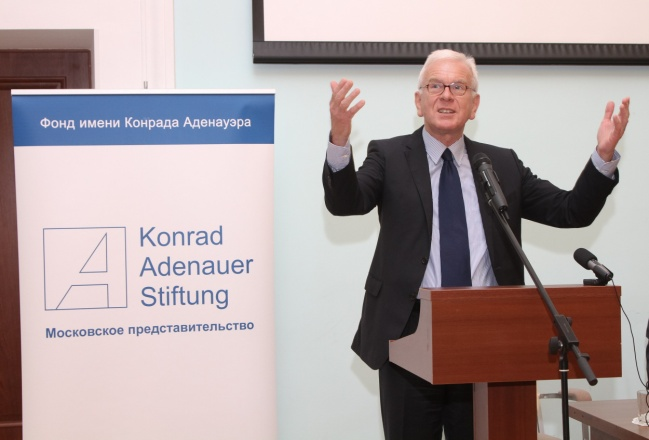 Фонд имени Конрада Аденауэра
Konrad
Adenauer
Stiftung
Московское представительство